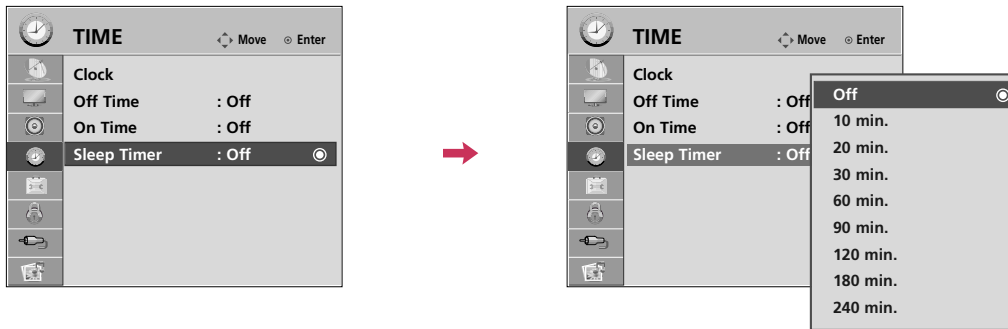 TIME Move Enter
Clock
Off Time : Off
On Time : Off
Sleep Timer : Off
TIME Move Enter
Clock
Off Time : Off
On Time : Off
Sleep Timer : Off
Off
10 min.
20 min.
30 min.
60 min.
90 min.
120 min.
180 min.
240 min.